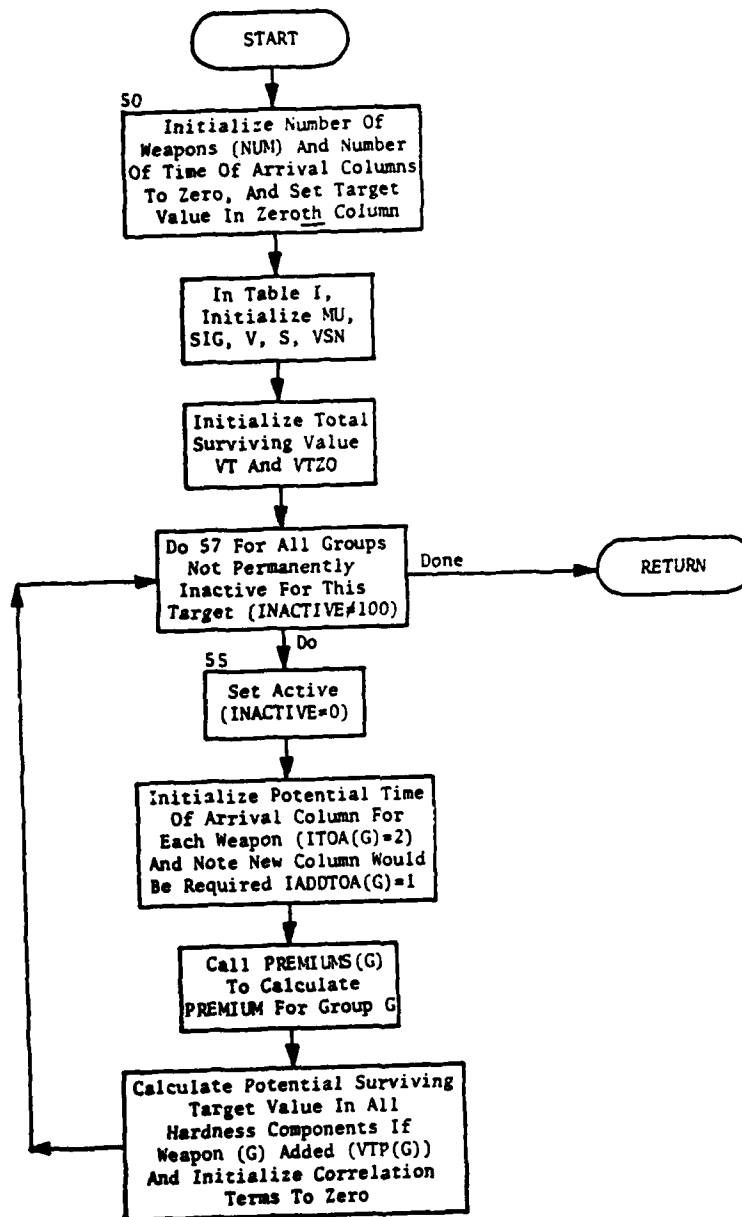 START
50
Initialize Number Of
Weapons (NUM) And Number
Of Time Of Arrival Columns
To Zero, And Set Target
Value In Zeroth Column
In Table I,
Initialize MU,
SIG, V, S, VSN
Initialize Total
Surviving Value
VT And VTZO
Do 57 For All Groups
Not Permanently
Inactive For This
Target (INACTIVE≠100)
Done
RETURN
Do
55
Set Active
(INACTIVE=0)
Initialize Potential Time
Of Arrival Column For
Each Weapon (ITOA(G)=2)
And Note New Column Would
Be Required IADDTOA(G)=1
Call PREMIUMS(G)
To Calculate
PREMIUM For Group G
Calculate Potential Surviving
Target Value In All
Hardness Components If
Weapon (G) Added (VTP(G))
And Initialize Correlation
Terms To Zero